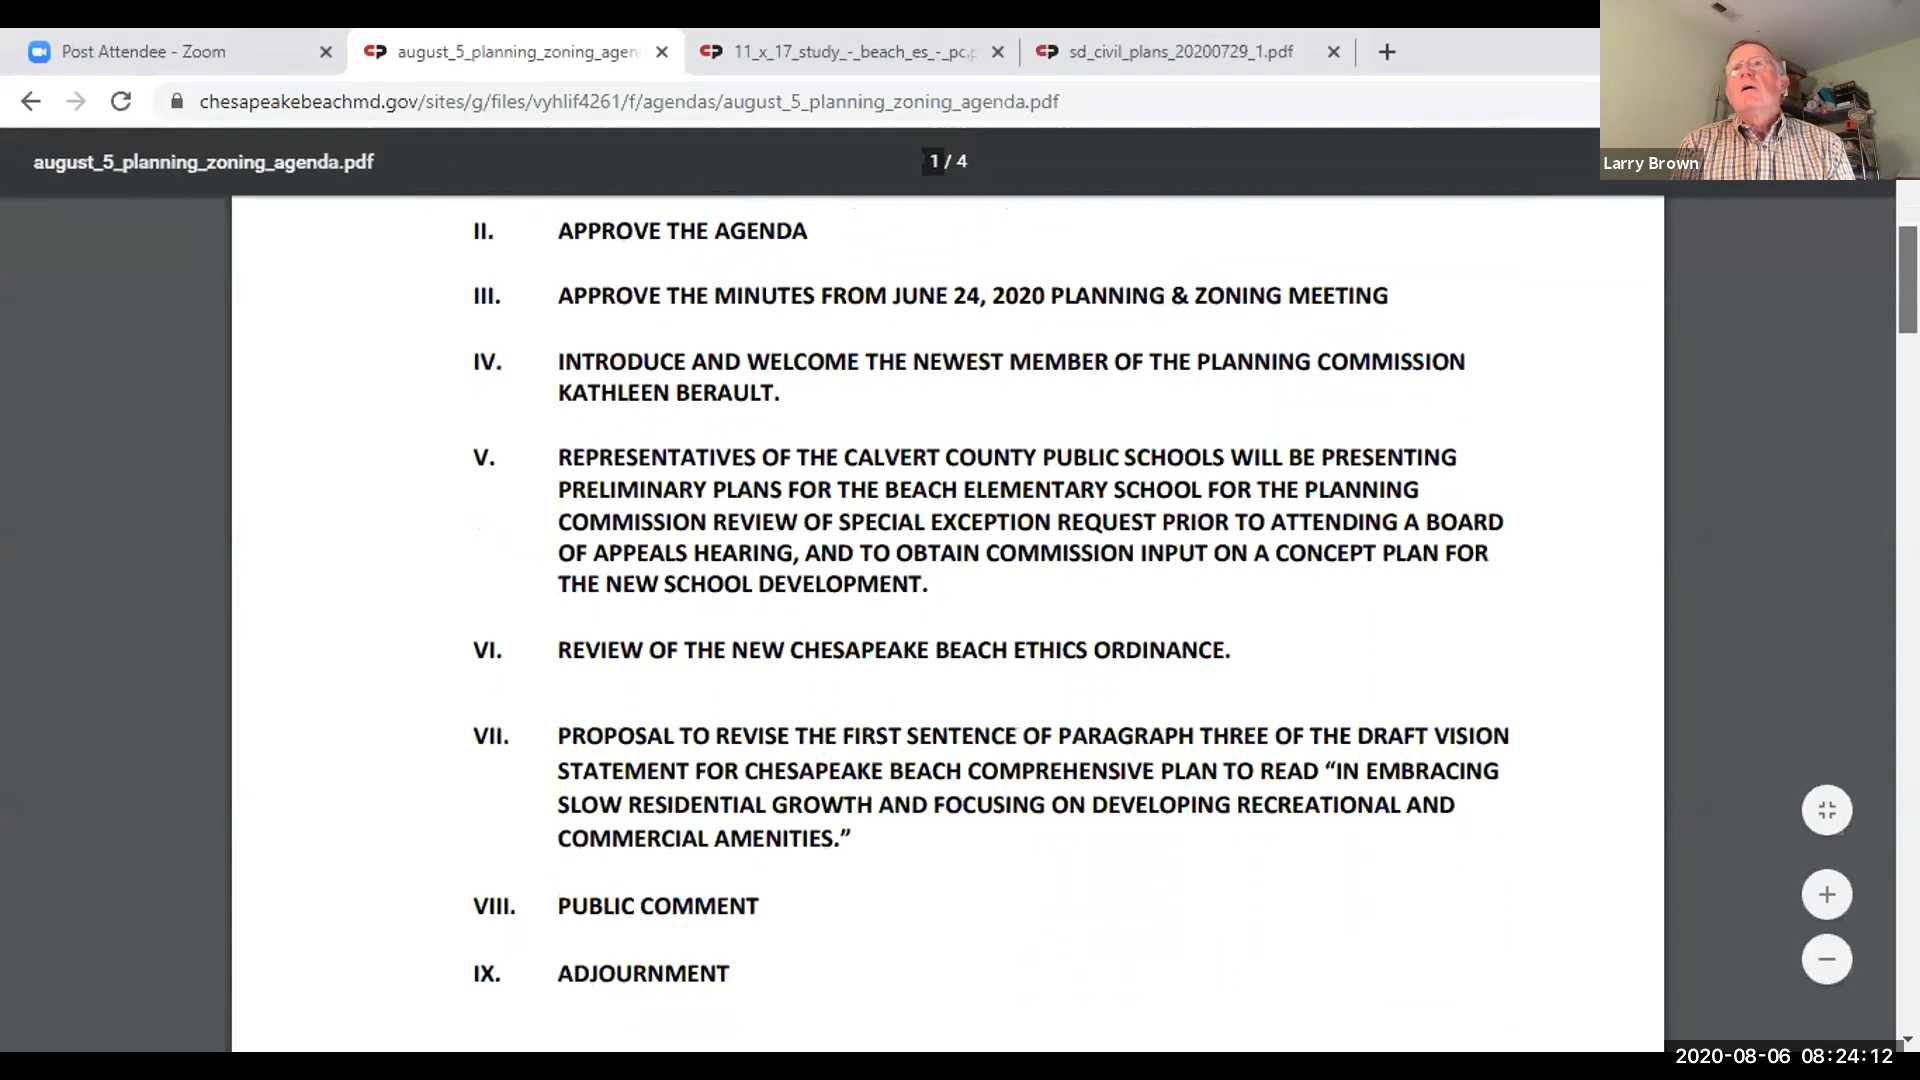 Post Attendee - Zoom
august_5_planning_zoning_agen
11_x_17_study_-_beach_es_-_pc.p
sd_civil_plans_20200729_1.pdf
chesapeakebeachmd.gov/sites/g/files/vyhlif4261/f/agendas/august_5_planning_zoning_agenda.pdf
Larry Brown
august_5_planning_zoning_agenda.pdf
1 / 4
II. APPROVE THE AGENDA
III. APPROVE THE MINUTES FROM JUNE 24, 2020 PLANNING & ZONING MEETING
IV. INTRODUCE AND WELCOME THE NEWEST MEMBER OF THE PLANNING COMMISSION
KATHLEEN BERAULT.
V. REPRESENTATIVES OF THE CALVERT COUNTY PUBLIC SCHOOLS WILL BE PRESENTING
PRELIMINARY PLANS FOR THE BEACH ELEMENTARY SCHOOL FOR THE PLANNING
COMMISSION REVIEW OF SPECIAL EXCEPTION REQUEST PRIOR TO ATTENDING A BOARD
OF APPEALS HEARING, AND TO OBTAIN COMMISSION INPUT ON A CONCEPT PLAN FOR
THE NEW SCHOOL DEVELOPMENT.
VI. REVIEW OF THE NEW CHESAPEAKE BEACH ETHICS ORDINANCE.
VII. PROPOSAL TO REVISE THE FIRST SENTENCE OF PARAGRAPH THREE OF THE DRAFT VISION
STATEMENT FOR CHESAPEAKE BEACH COMPREHENSIVE PLAN TO READ “IN EMBRACING
SLOW RESIDENTIAL GROWTH AND FOCUSING ON DEVELOPING RECREATIONAL AND
COMMERCIAL AMENITIES.”
VIII. PUBLIC COMMENT
IX. ADJOURNMENT
2020-08-06 08:24:12